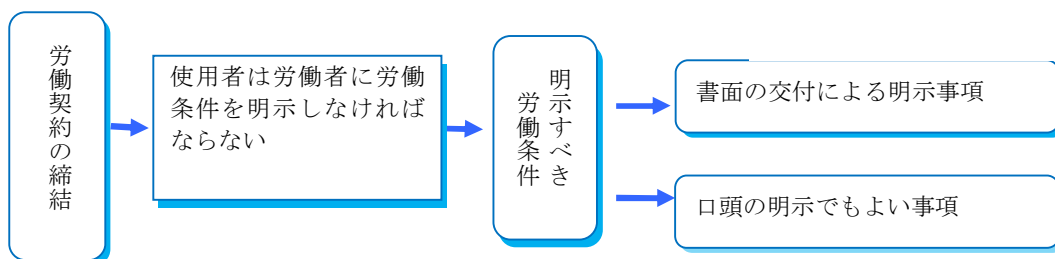 労働契約の締結
使用者は労働者に労働
条件を明示しなければ
ならない
明示すべき
労働条件
書面の交付による明示事項
口頭の明示でもよい事項